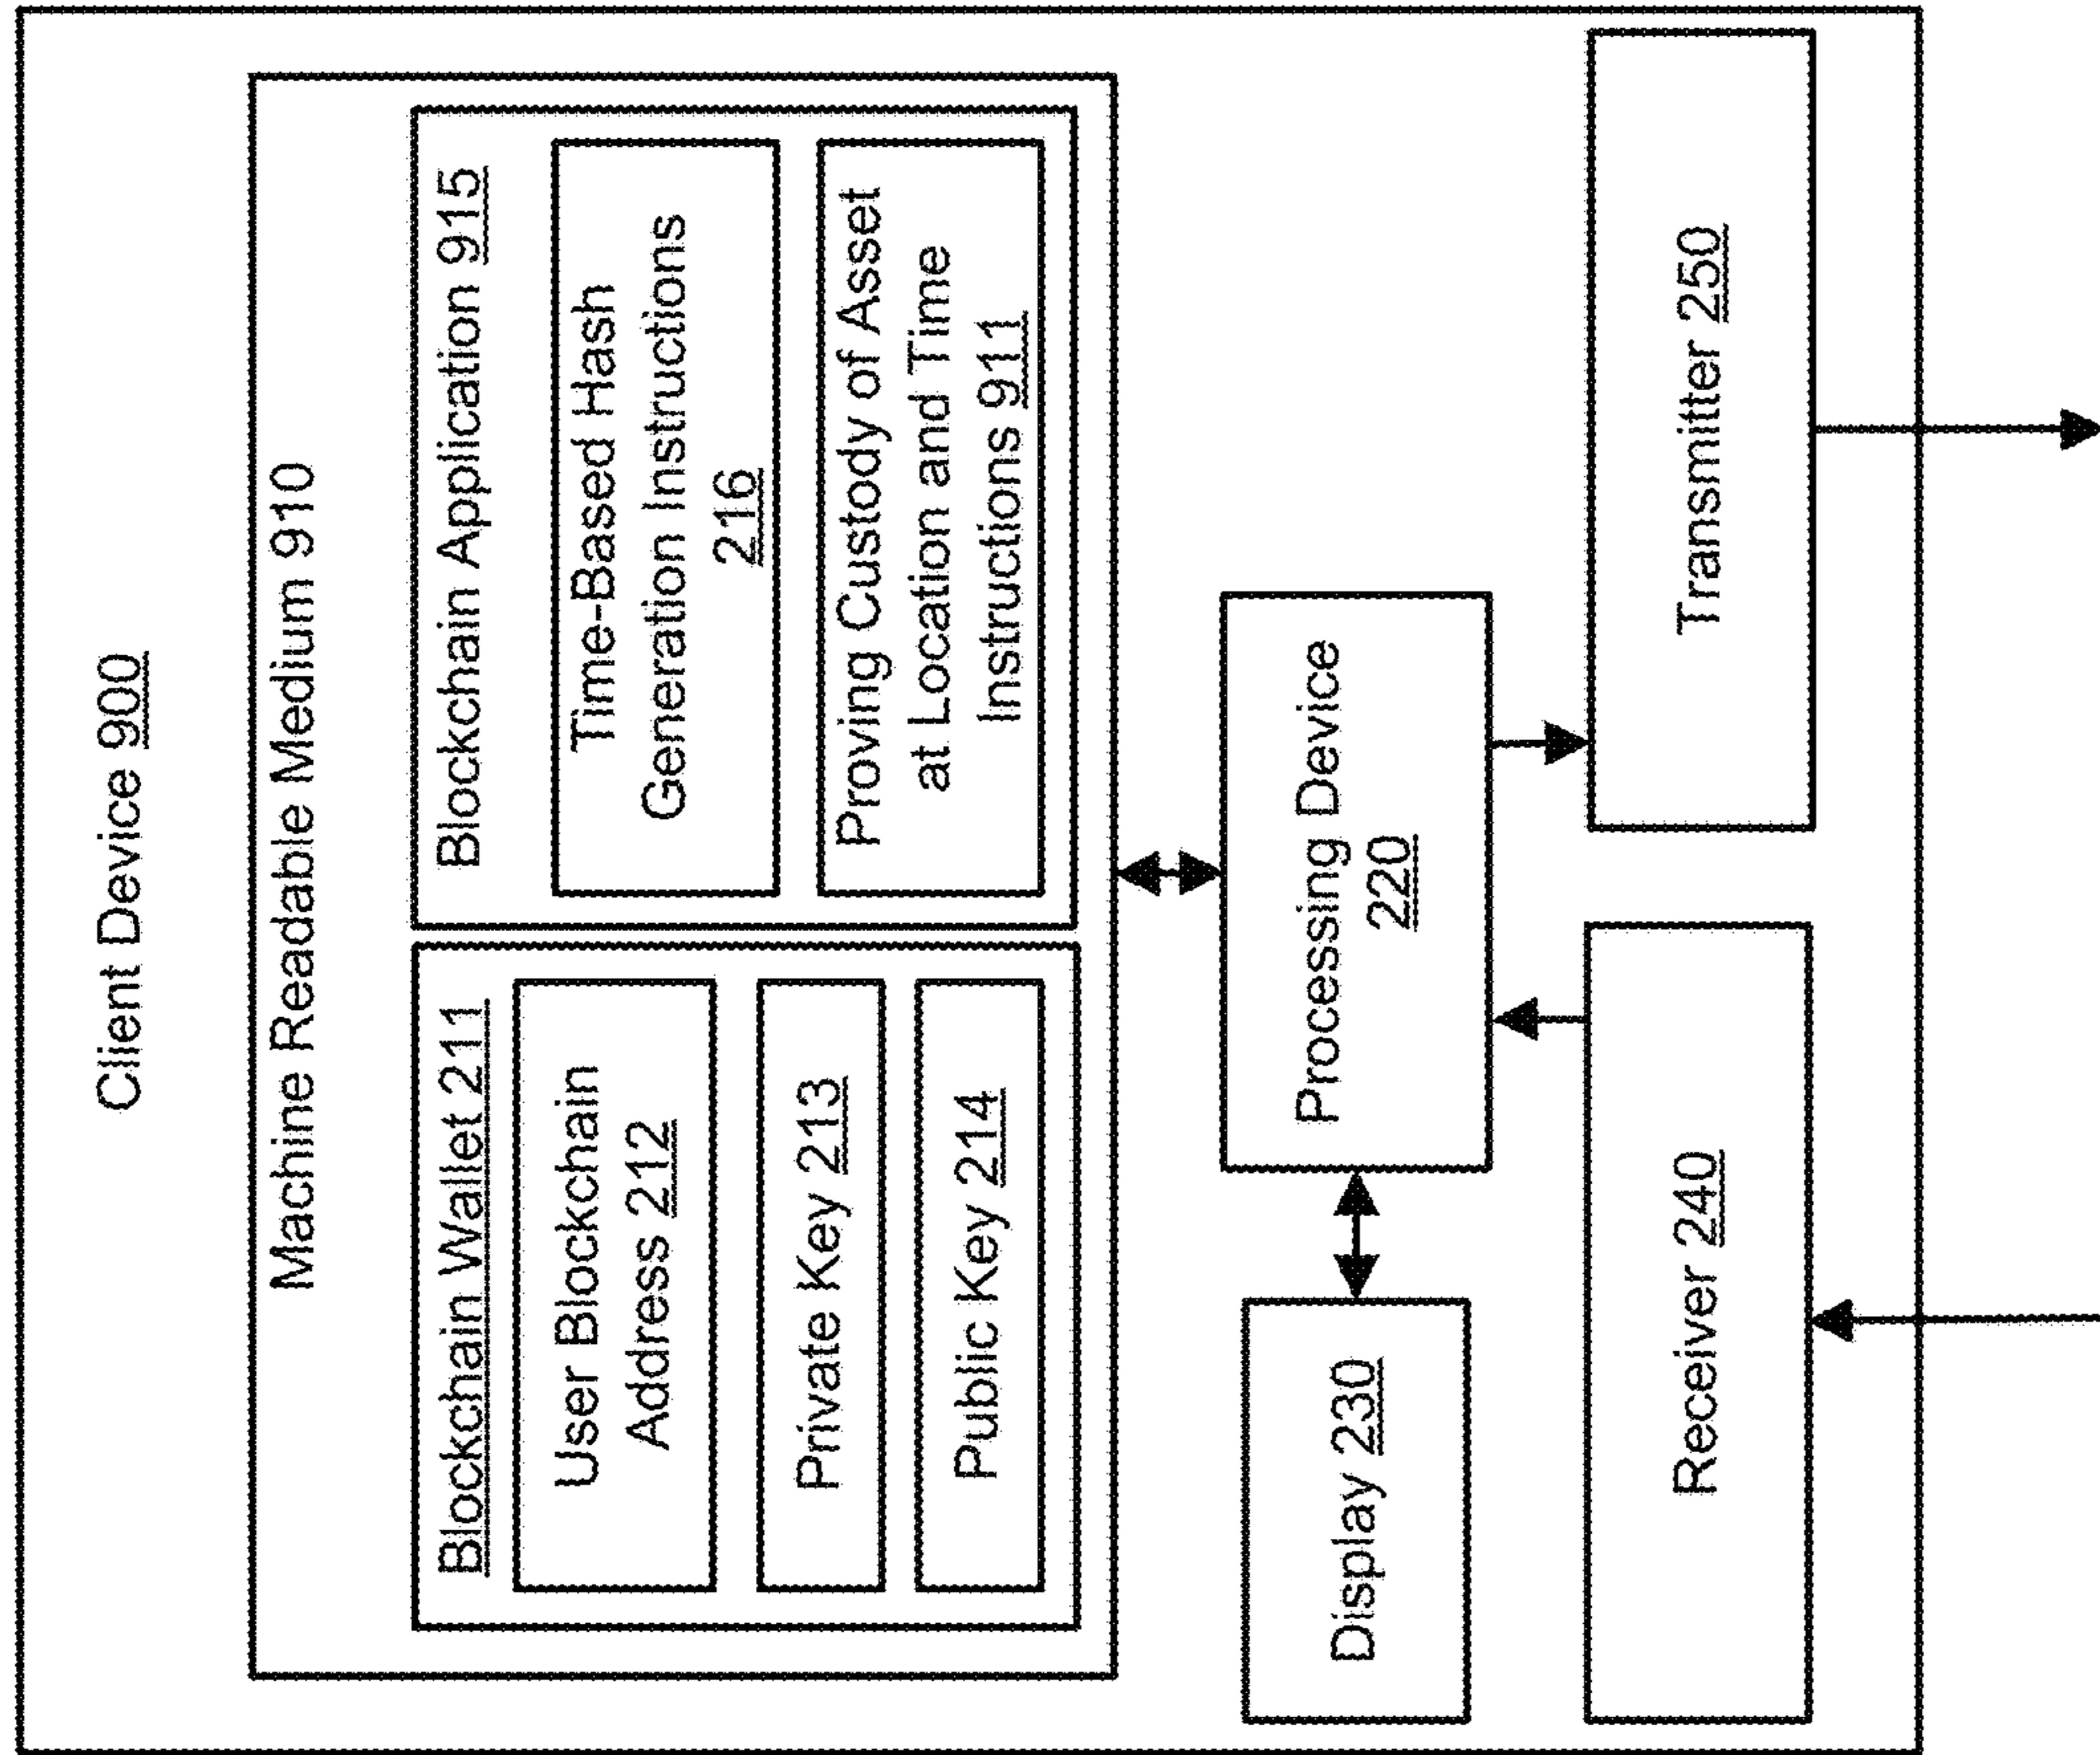 Client Device 900
Machine Readable Medium 910
Blockchain Wallet 211
User Blockchain
Address 212
Private Key 213
Public Key 214
Blockchain Application 915
Time-Based Hash
Generation Instructions
216
Proving Custody of Asset
at Location and Time
Instructions 911
Display 230
Processing Device
220
Receiver 240
Transmitter 250